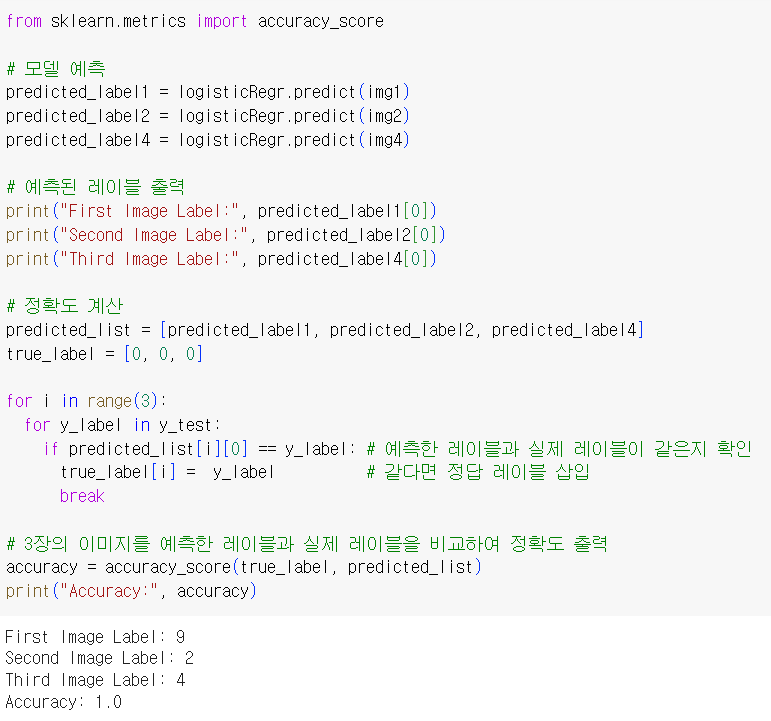 from sklearn.metrics import accuracy_score
# 모델 예측
predicted_label1 = logisticRegr.predict(img1)
predicted_label2 = logisticRegr.predict(img2)
predicted_label4 = logisticRegr.predict(img4)
# 예측된 레이블 출력
print("First Image Label:", predicted_label1[0])
print("Second Image Label:", predicted_label2[0])
print("Third Image Label:", predicted_label4[0])
# 정확도 계산
predicted_list = [predicted_label1, predicted_label2, predicted_label4]
true_label = [0, 0, 0]
for i in range(3):
  for y_label in y_test:
    if predicted_list[i][0] == y_label: # 예측한 레이블과 실제 레이블이 같은지 확인
      true_label[i] =  y_label          # 같다면 정답 레이블 삽입
      break
# 3장의 이미지를 예측한 레이블과 실제 레이블을 비교하여 정확도 출력
accuracy = accuracy_score(true_label, predicted_list)
print("Accuracy:", accuracy)
First Image Label: 9
Second Image Label: 2
Third Image Label: 4
Accuracy: 1.0